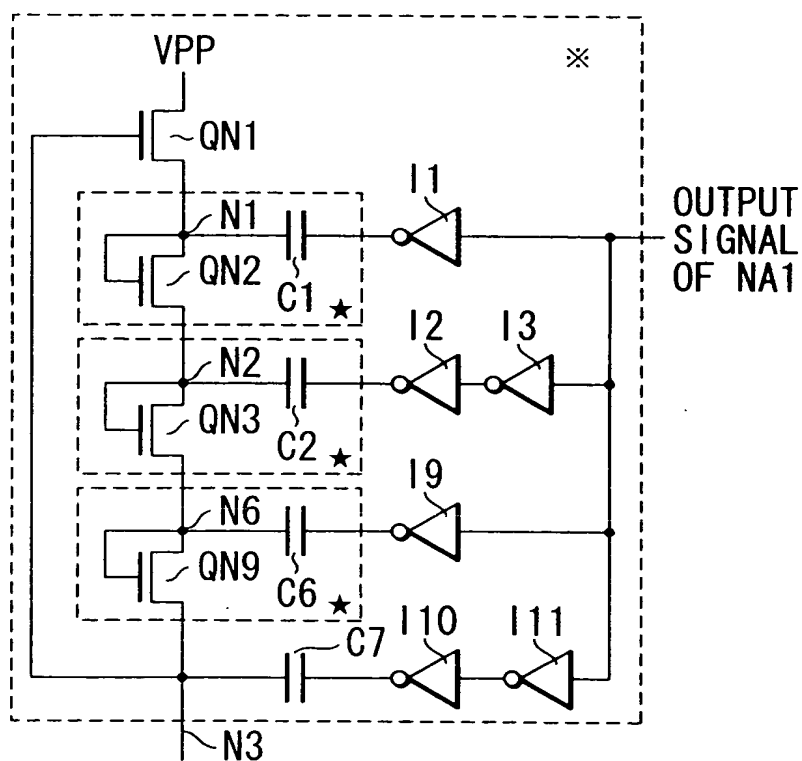 VPP
※
QN1
I1
N1
OUTPUT
SIGNAL
OF NA1
QN2
C1
★
I2
I3
N2
QN3
C2
★
I9
N6
QN9
C6
★
C7
I10
I11
N3